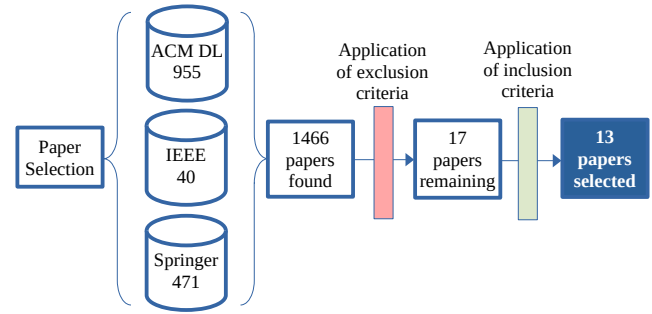 Paper
Selection
ACM DL
955
IEEE
40
Springer
471
1466
papers
found
Application
of exclusion
criteria
17
papers
remaining
Application
of inclusion
criteria
13
papers
selected